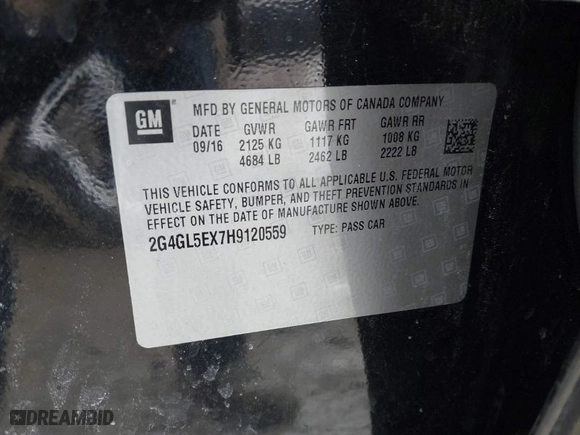 GM
MFD BY GENERAL MOTORS OF CANADA COMPANY
DATE GVWR GAWR FRT GAWR RR
09/16 2125 KG 1117 KG 1008 KG
4684 LB 2462 LB 2222 LB
THIS VEHICLE CONFORMS TO ALL APPLICABLE U.S. FEDERAL MOTOR
VEHICLE SAFETY, BUMPER, AND THEFT PREVENTION STANDARDS IN
EFFECT ON THE DATE OF MANUFACTURE SHOWN ABOVE.
2G4GL5EX7H9120559 TYPE: PASS CAR
DREAMBID